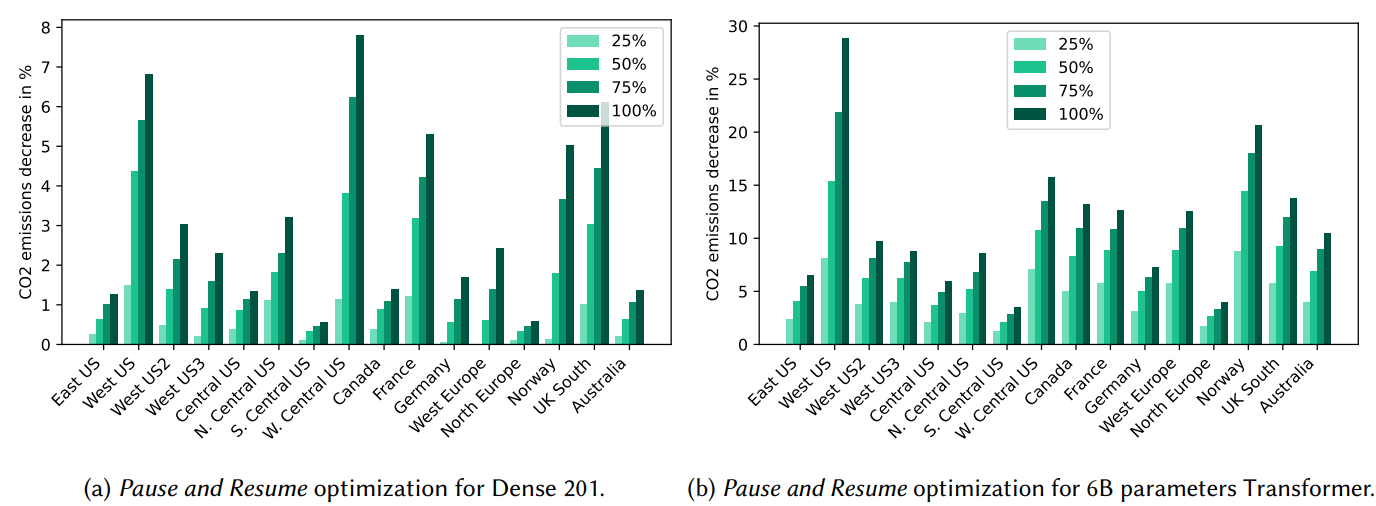 CO2 emissions decrease in %
8
7
6
5
4
3
2
1
0
25%
50%
75%
100%
East US
West US
West US2
West US3
Central US
N. Central US
S. Central US
W. Central US
Canada
France
Germany
West Europe
North Europe
Norway
UK South
Australia
(a) Pause and Resume optimization for Dense 201.
CO2 emissions decrease in %
30
25
20
15
10
5
0
25%
50%
75%
100%
East US
West US
West US2
West US3
Central US
N. Central US
S. Central US
W. Central US
Canada
France
Germany
West Europe
North Europe
Norway
UK South
Australia
(b) Pause and Resume optimization for 6B parameters Transformer.